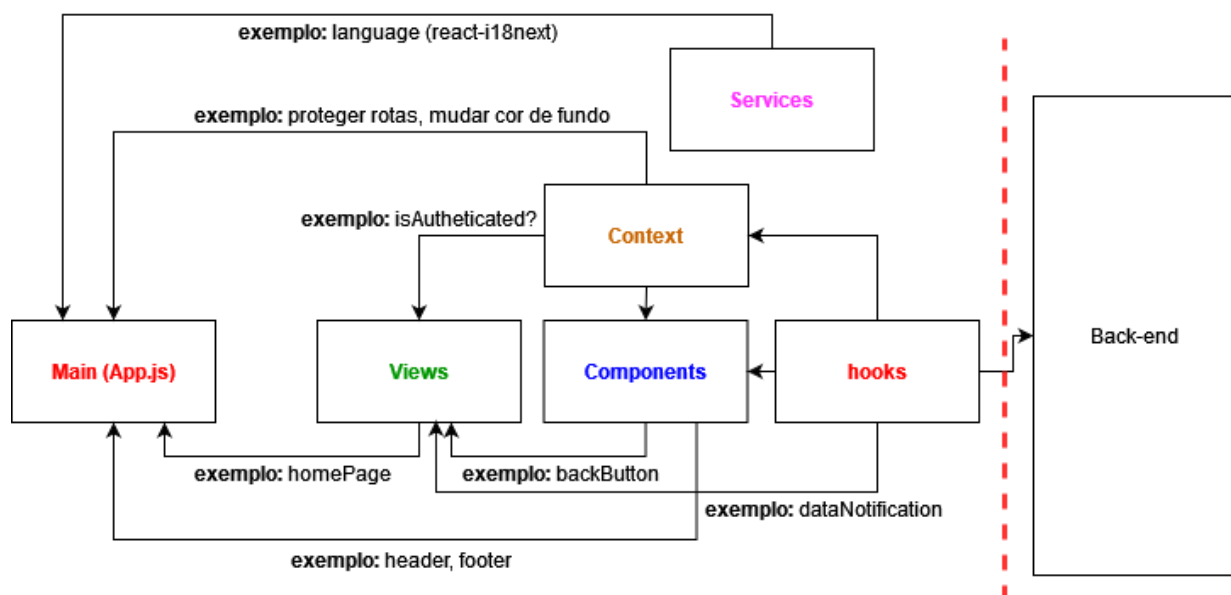 exemplo: language (react-i18next)
Services
exemplo: proteger rotas, mudar cor de fundo
exemplo: isAutheticated?
Context
Back-end
Main (App.js)
Views
Components
hooks
exemplo: homePage
exemplo: backButton
exemplo: dataNotification
exemplo: header, footer